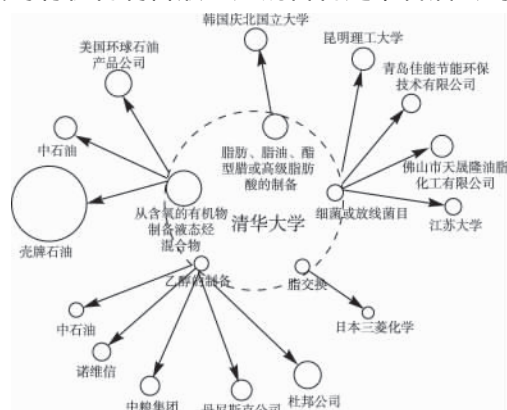 韩国庆北国立大学
美国环球石油
产品公司
昆明理工大学
青岛佳能节能环保
技术有限公司
中石油
脂肪、脂油、酯
型腊或高级脂肪
酸的制备
佛山市天晟隆油脂
化工有限公司
从含氧的有机物
制备液态烃
混合物
清华大学
细菌或放线菌目
江苏大学
壳牌石油
乙醇的制备
脂交换
中石油
日本三菱化学
诺维信
中粮集团
丹尼斯克公司
杜邦公司